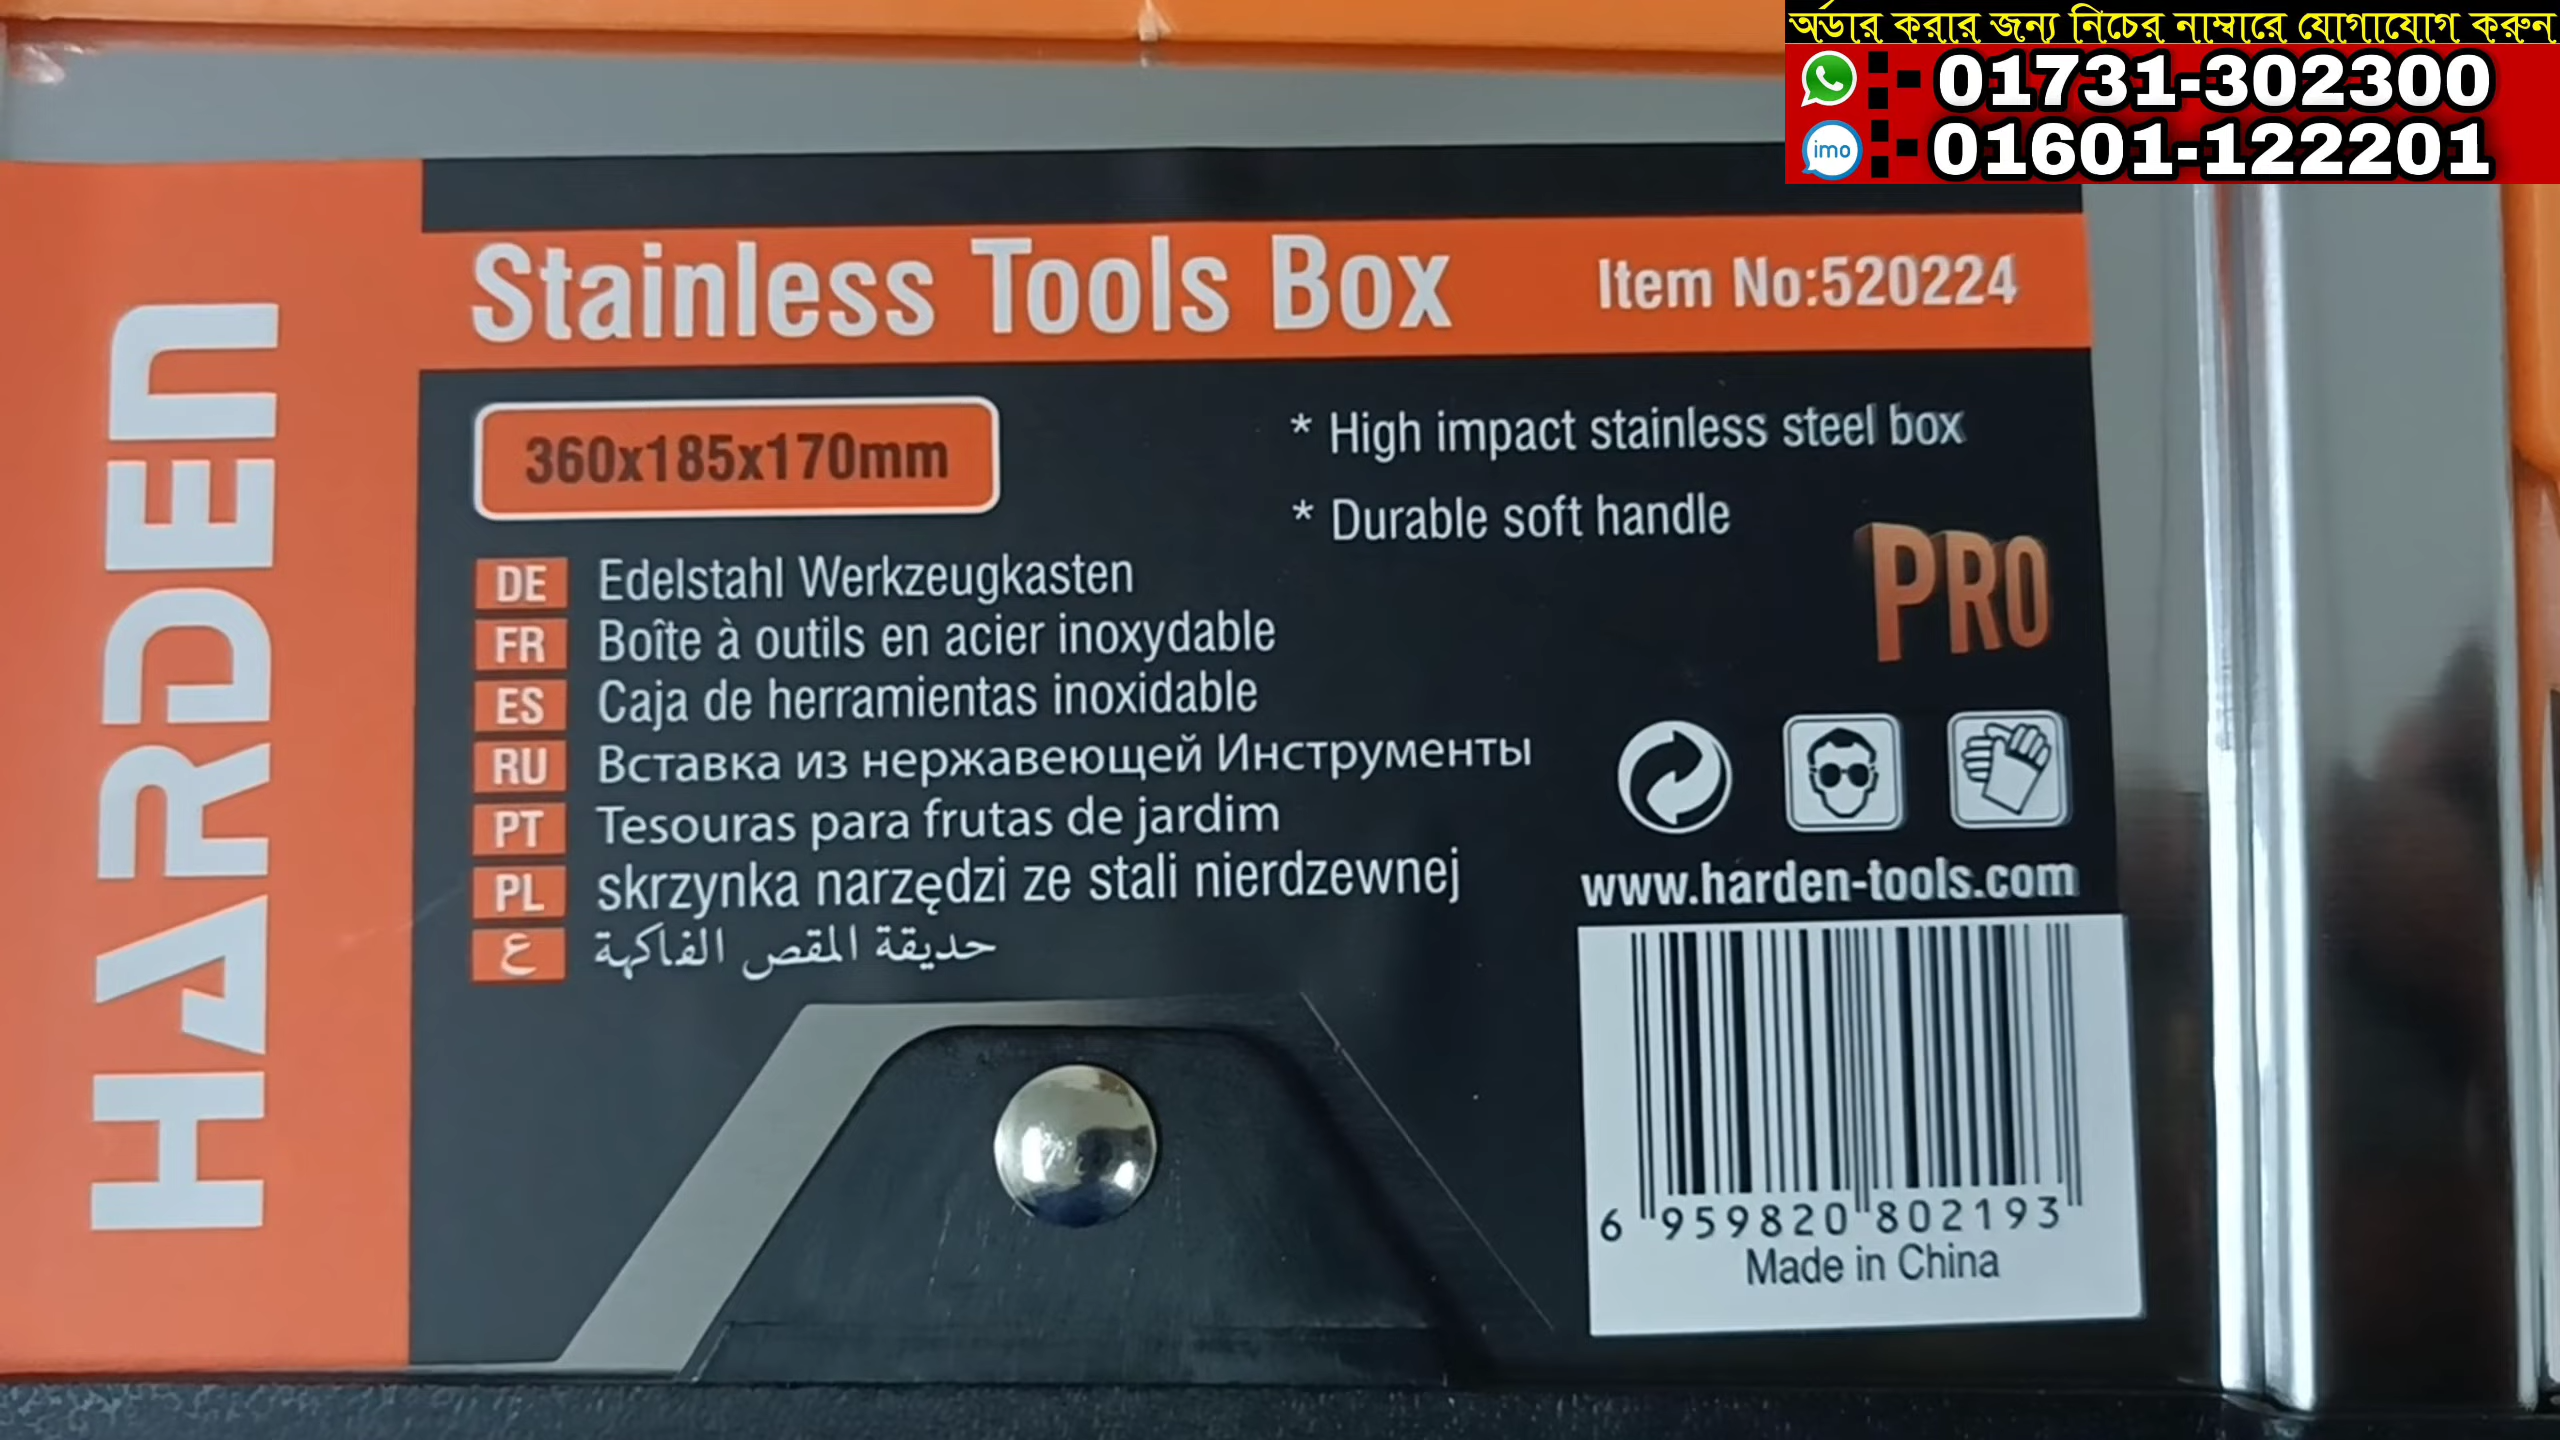 অর্ডার করার জন্য নিচের নাম্বারে যোগাযোগ করুন
:- 01731-302300
imo :- 01601-122201
HARDEN
Stainless Tools Box
Item No:520224
360x185x170mm
* High impact stainless steel box
* Durable soft handle
PRO
DE Edelstahl Werkzeugkasten
FR Boîte à outils en acier inoxydable
ES Caja de herramientas inoxidable
RU Вставка из нержавеющей Инструменты
PT Tesouras para frutas de jardim
PL skrzynka narzędzi ze stali nierdzewnej
ع حديقة المقص الفاكهة
www.harden-tools.com
6 959820 802193
Made in China